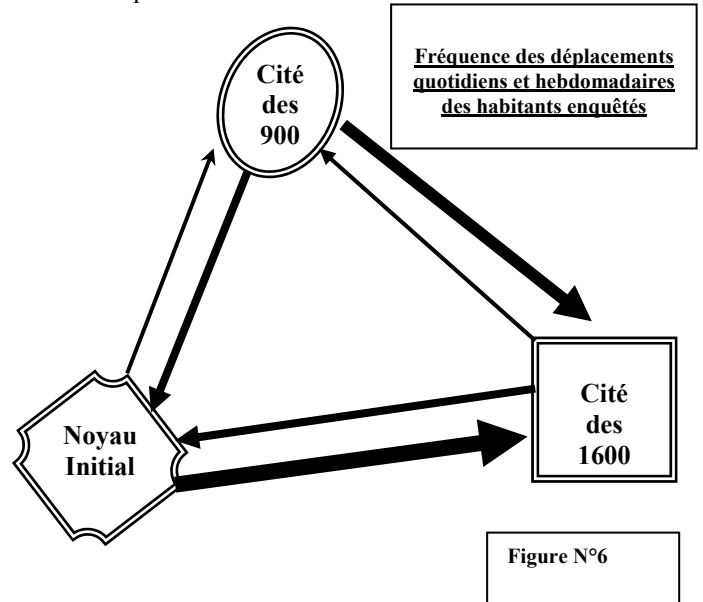 Fréquence des déplacements
quotidiens et hebdomadaires
des habitants enquêtés
Cité
des
900
Noyau
Initial
Cité
des
1600
Figure N°6